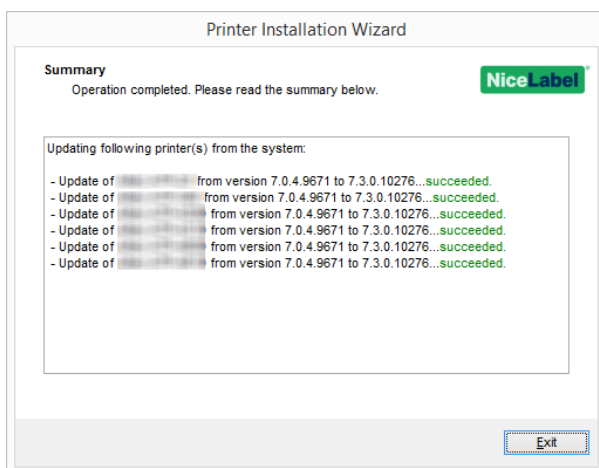 Printer Installation Wizard
Summary
Operation completed. Please read the summary below.
NiceLabel
Updating following printer(s) from the system:
- Update of from version 7.0.4.9671 to 7.3.0.10276...succeeded.
- Update of from version 7.0.4.9671 to 7.3.0.10276...succeeded.
- Update of from version 7.0.4.9671 to 7.3.0.10276...succeeded.
- Update of from version 7.0.4.9671 to 7.3.0.10276...succeeded.
- Update of from version 7.0.4.9671 to 7.3.0.10276...succeeded.
- Update of from version 7.0.4.9671 to 7.3.0.10276...succeeded.
Exit